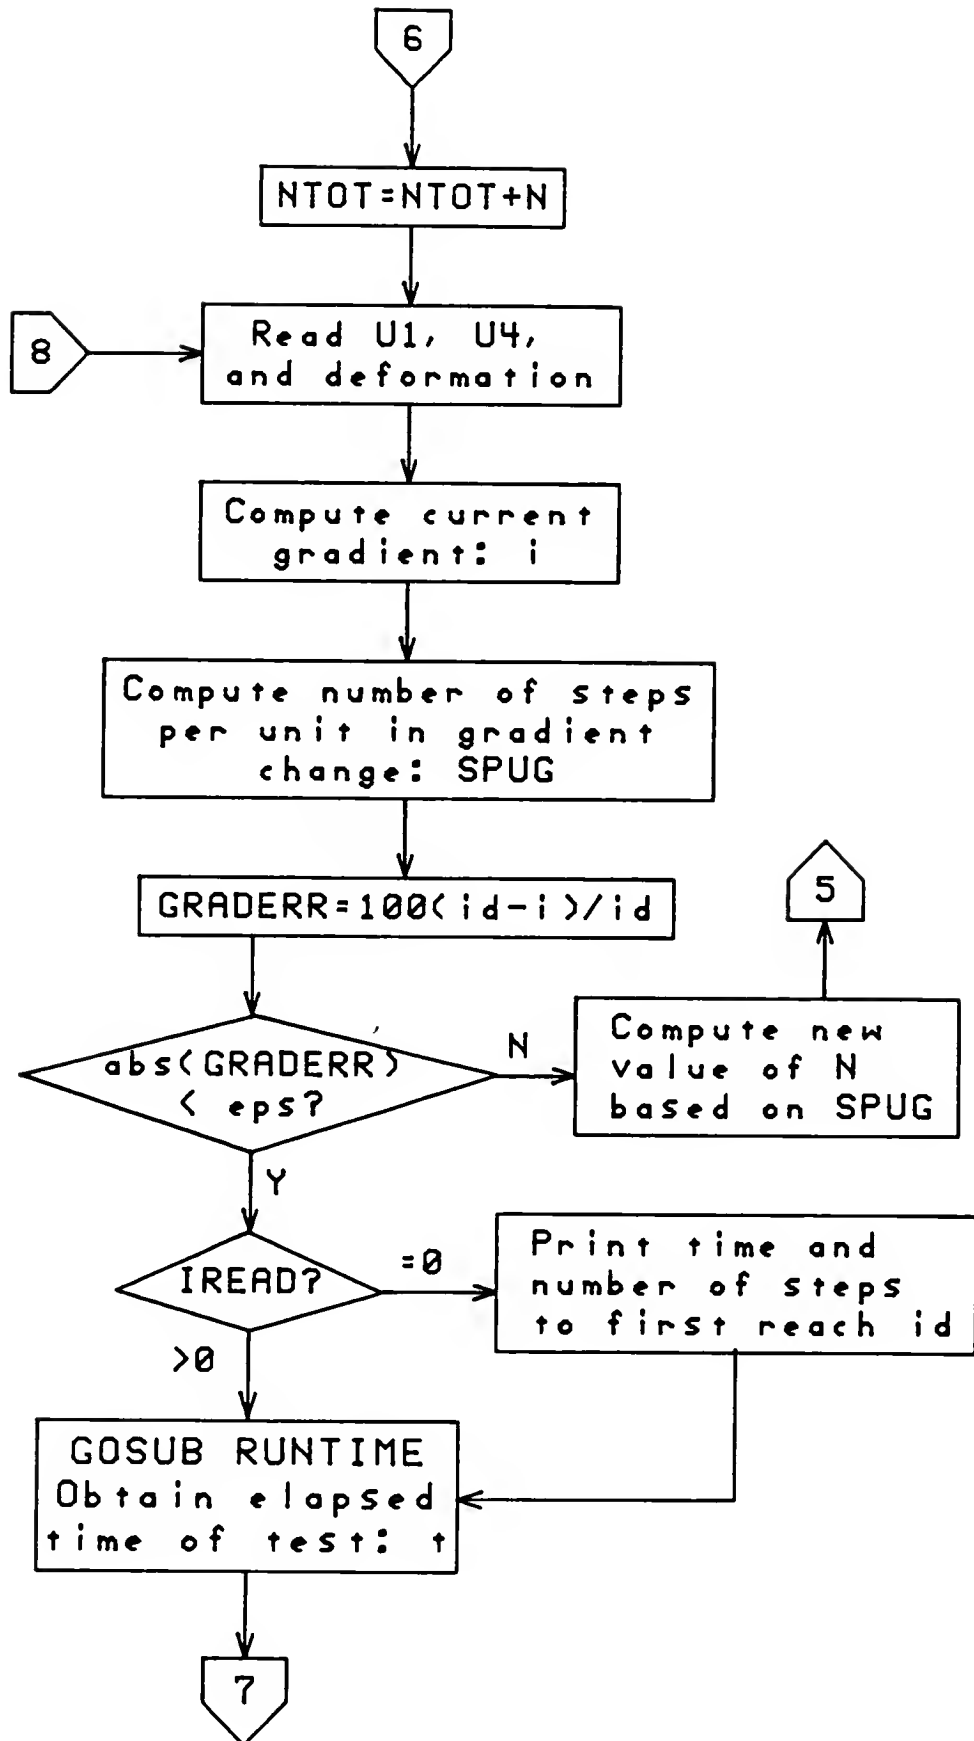 6
NTOT=NTOT+N
8
Read U1, U4,
and deformation
Compute current
gradient: i
Compute number of steps
per unit in gradient
change: SPUG
GRADERR=100(id-i)/id
5
abs(GRADERR)
< eps?
N
Compute new
value of N
based on SPUG
Y
IREAD?
=0
Print time and
number of steps
to first reach id
>0
GOSUB RUNTIME
Obtain elapsed
time of test: t
7